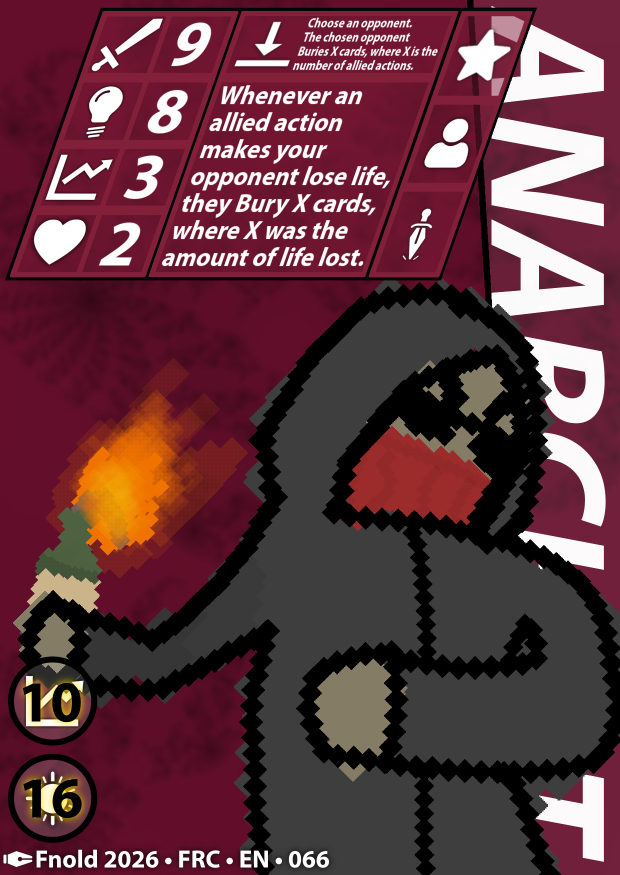 9
8
3
2
Choose an opponent.
The chosen opponent
Buries X cards, where X is the
number of allied actions.
Whenever an
allied action
makes your
opponent lose life,
they Bury X cards,
where X was the
amount of life lost.
10
16
Fnold 2026 • FRC • EN • 066